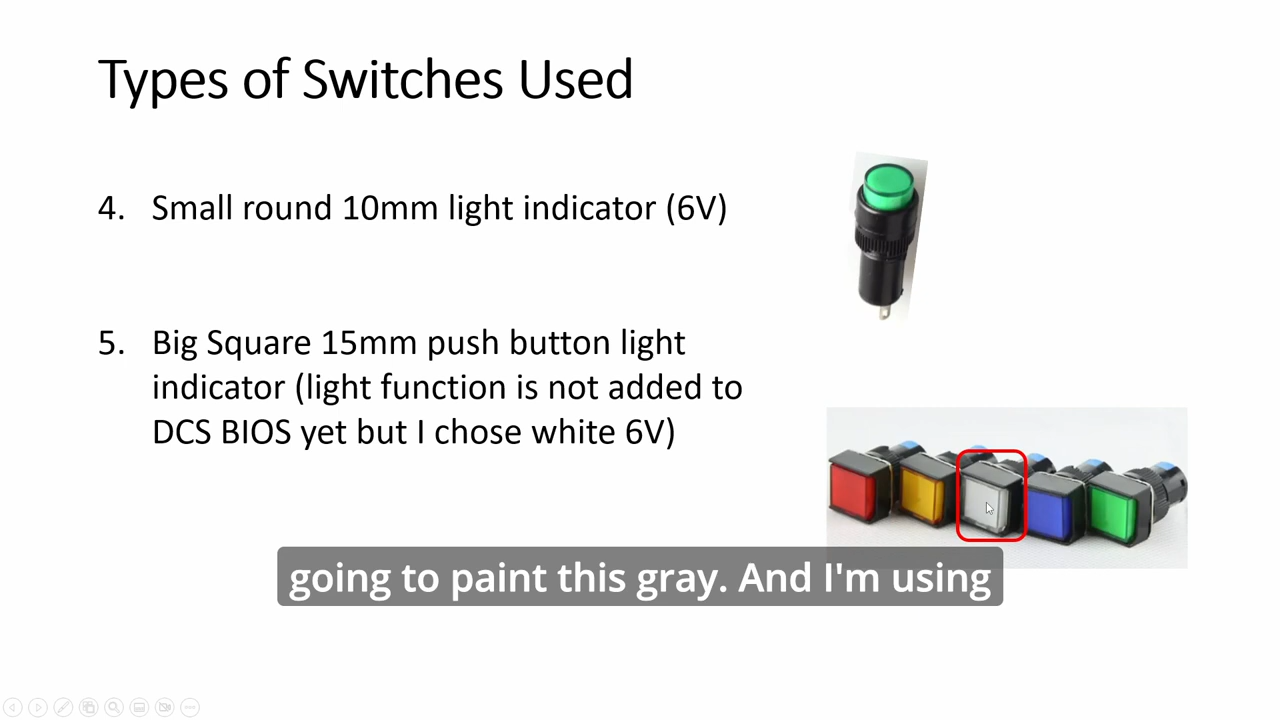 Types of Switches Used
4. Small round 10mm light indicator (6V)
5. Big Square 15mm push button light
indicator (light function is not added to
DCS BIOS yet but I chose white 6V)
going to paint this gray. And I'm using